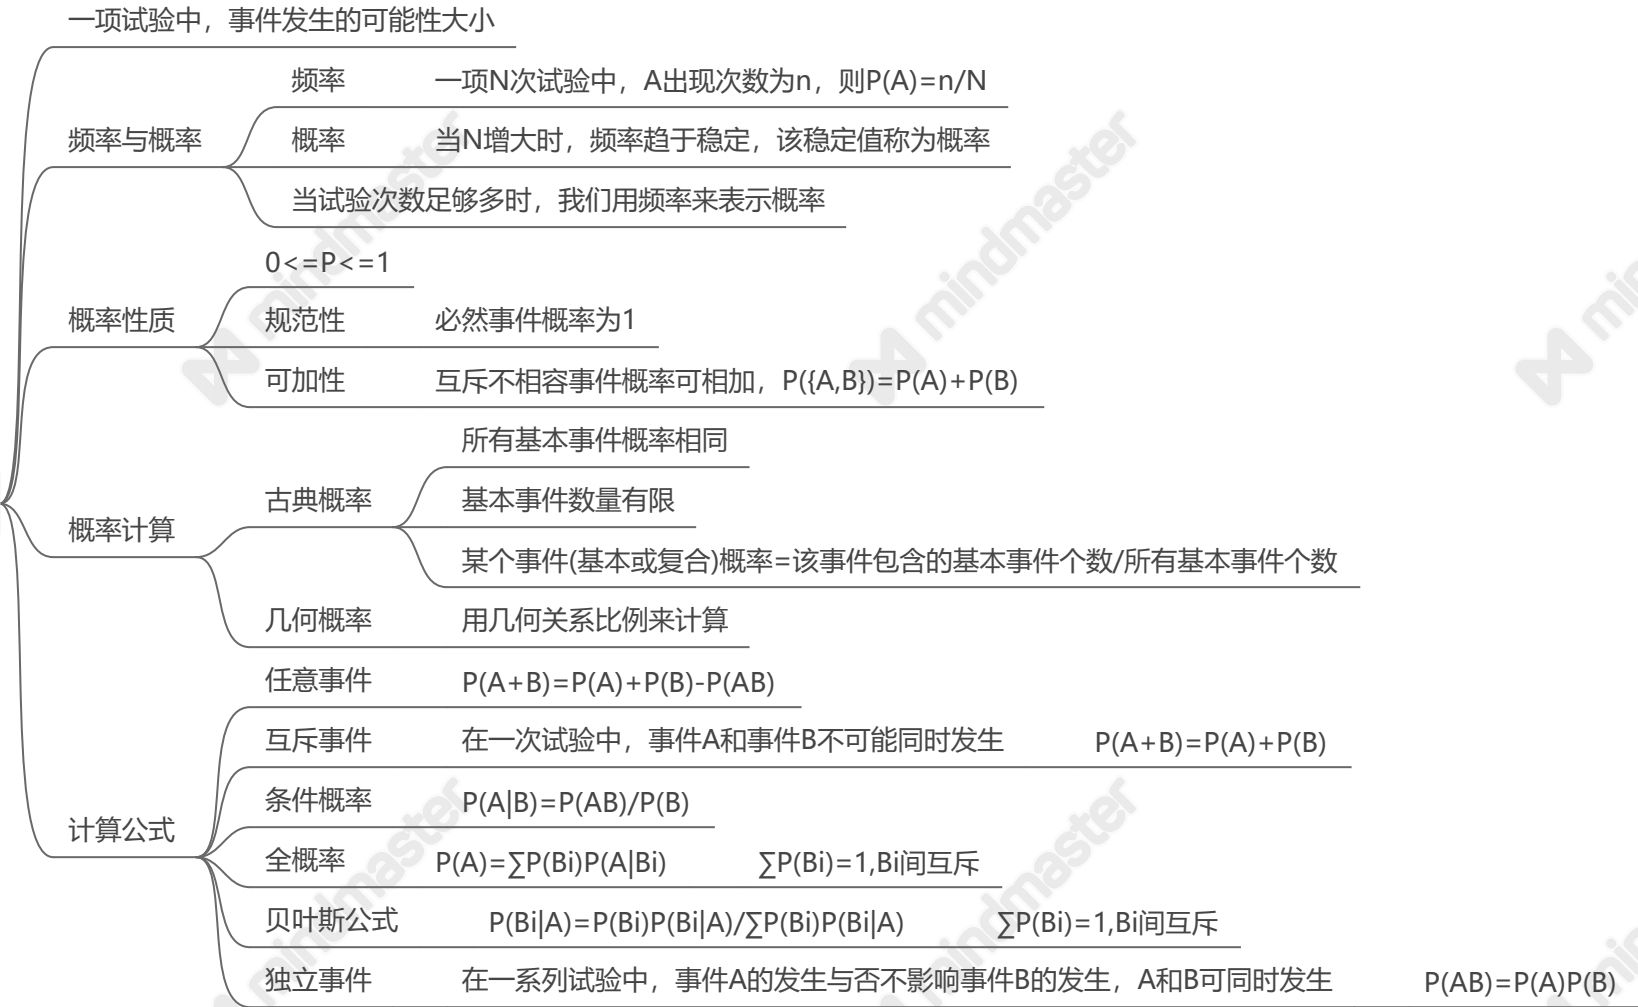 一项试验中，事件发生的可能性大小
频率与概率
频率 一项N次试验中，A出现次数为n，则P(A)=n/N
概率 当N增大时，频率趋于稳定，该稳定值称为概率
当试验次数足够多时，我们用频率来表示概率
概率性质
0<=P<=1
规范性 必然事件概率为1
可加性 互斥不相容事件概率可相加，P({A,B})=P(A)+P(B)
概率计算
古典概率
所有基本事件概率相同
基本事件数量有限
某个事件(基本或复合)概率=该事件包含的基本事件个数/所有基本事件个数
几何概率 用几何关系比例来计算
计算公式
任意事件 P(A+B)=P(A)+P(B)-P(AB)
互斥事件 在一次试验中，事件A和事件B不可能同时发生 P(A+B)=P(A)+P(B)
条件概率 P(A|B)=P(AB)/P(B)
全概率 P(A)=∑P(Bi)P(A|Bi) ∑P(Bi)=1,Bi间互斥
贝叶斯公式 P(Bi|A)=P(Bi)P(Bi|A)/∑P(Bi)P(Bi|A) ∑P(Bi)=1,Bi间互斥
独立事件 在一系列试验中，事件A的发生与否不影响事件B的发生，A和B可同时发生 P(AB)=P(A)P(B)
mindmaster
mindmaster
mindmaster
mindmaster